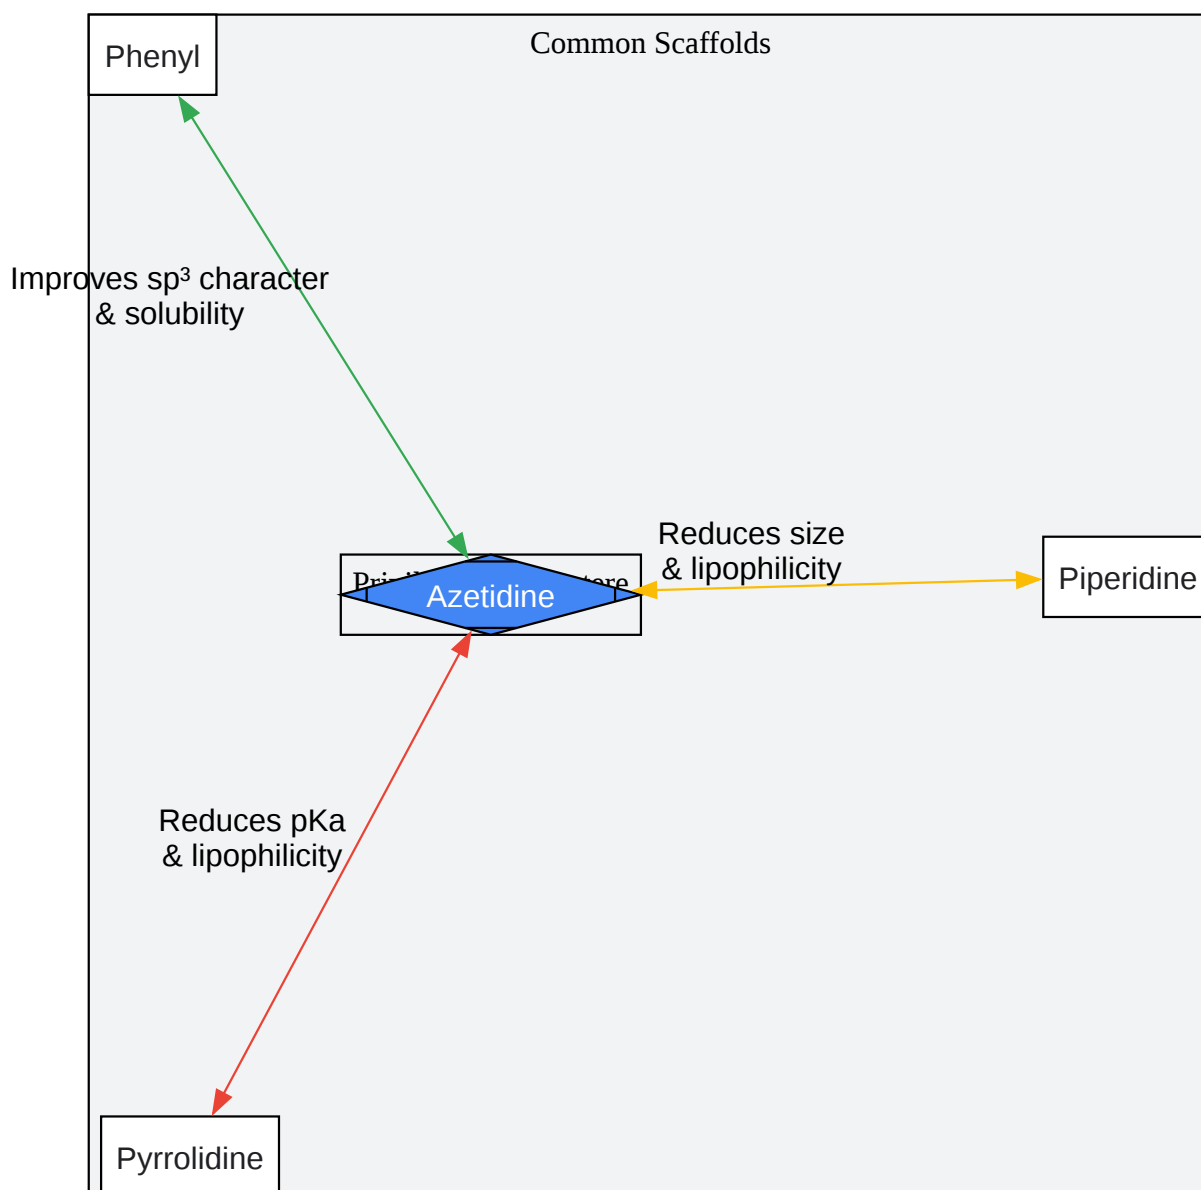 Phenyl
Common Scaffolds
Improves sp³ character
& solubility
Reduces size
& lipophilicity
Azetidine
Piperidine
Reduces pKa
& lipophilicity
Pyrrolidine